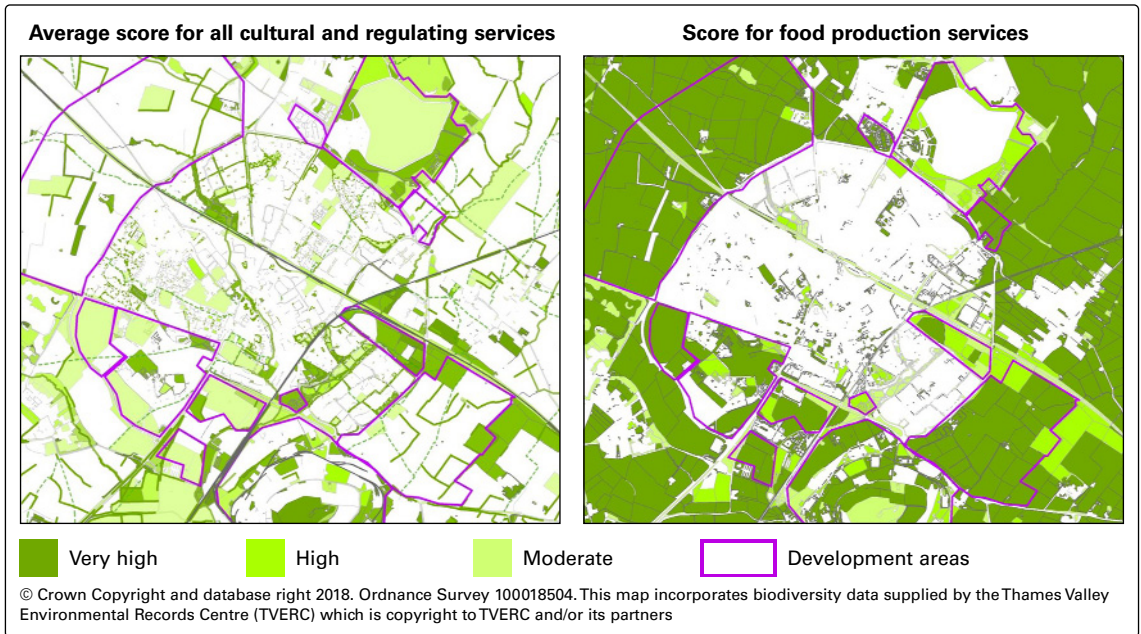 Average score for all cultural and regulating services
Score for food production services
Very high
High
Moderate
Development areas
© Crown Copyright and database right 2018. Ordnance Survey 100018504. This map incorporates biodiversity data supplied by the Thames Valley
Environmental Records Centre (TVERC) which is copyright to TVERC and/or its partners